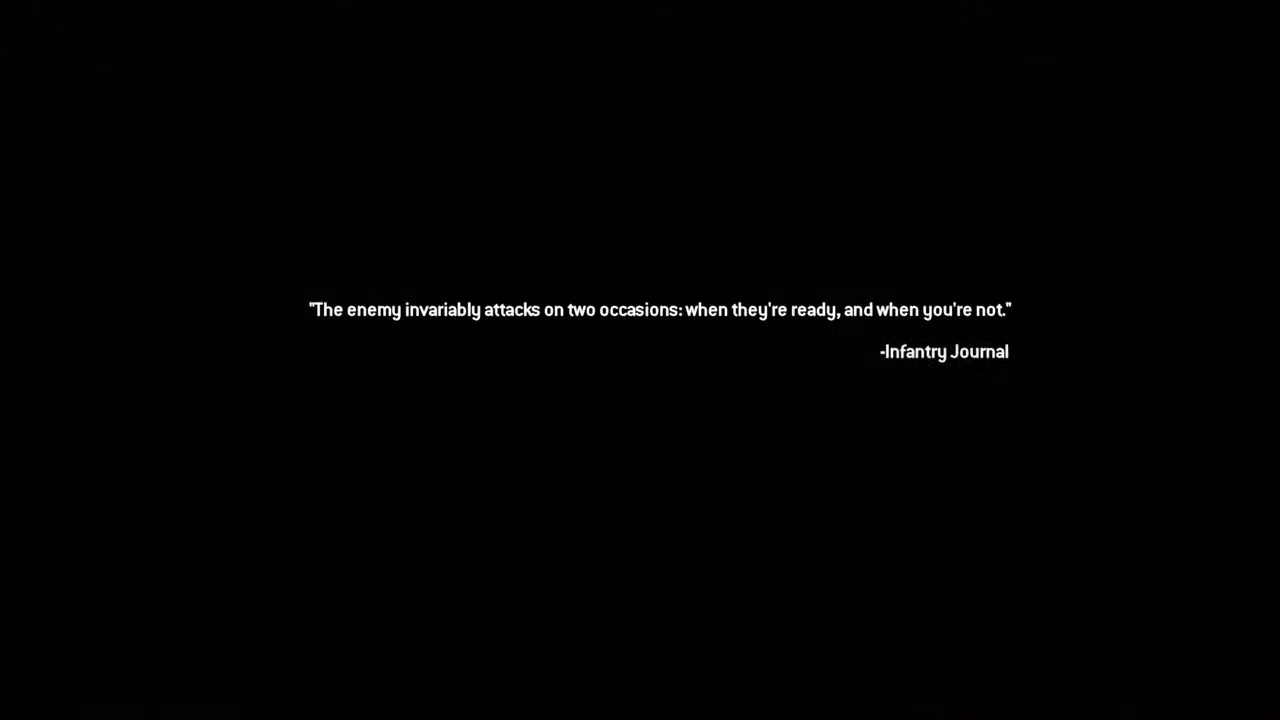 "The enemy invariably attacks on two occasions: when they're ready, and when you're not."
-Infantry Journal